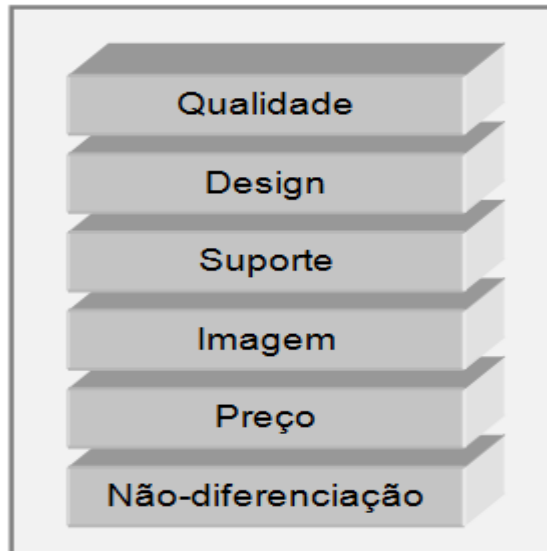 Qualidade
Design
Suporte
Imagem
Preço
Não-diferenciação